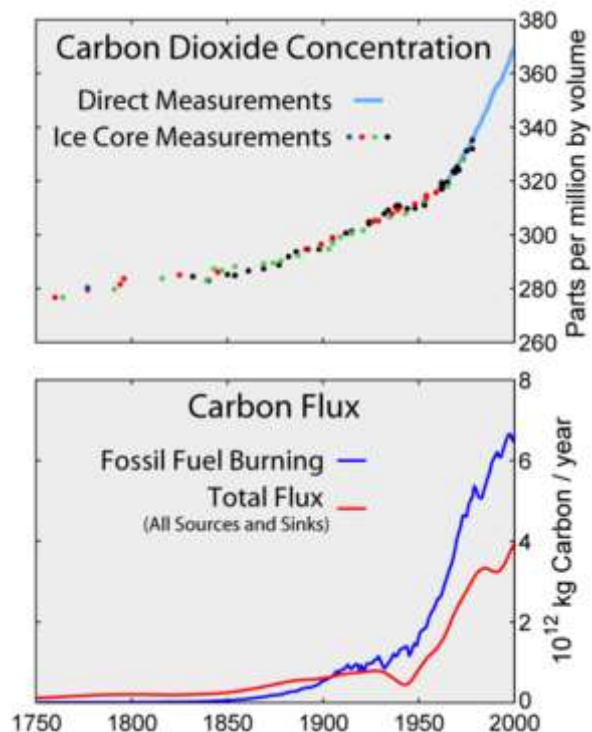 Carbon Dioxide Concentration
Direct Measurements
Ice Core Measurements
380
360
340
320
300
280
260
Parts per million by volume
Carbon Flux
Fossil Fuel Burning
Total Flux
(All Sources and Sinks)
8
6
4
2
0
10¹² kg Carbon / year
1750 1800 1850 1900 1950 2000